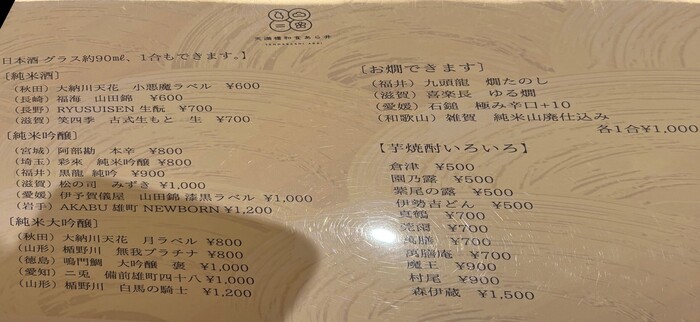 天満橋和食あら井
日本酒 グラス約90㎖、1合もできます。】
[純米酒]
(秋田) 大納川天花 小悪魔ラベル ¥600
(長崎) 福海 山田錦 ¥600
(長野) RYUSUISEN 生酛 ¥700
(滋賀) 笑四季 古式生もと 生 ¥700
[純米吟醸]
(宮城) 阿部勘 本辛 ¥800
(埼玉) 彩來 純米吟醸 ¥800
(福井) 黒龍 純吟 ¥900
(滋賀) 松の司 みずき ¥1,000
(愛媛) 伊予賀儀屋 山田錦 漆黒ラベル ¥1,000
(岩手) AKABU 雄町 NEWBORN ¥1,200
[純米大吟醸]
(秋田) 大納川天花 月ラベル ¥800
(山形) 楯野川 無我プラチナ ¥800
(徳島) 鳴門鯛 大吟醸 褒 ¥1,000
(愛知) 二兎 備前雄町四十八 ¥1,000
(山形) 楯野川 白馬の騎士 ¥1,200
[お燗できます]
(福井) 九頭龍 燗たのし
(滋賀) 喜楽長 ゆる燗
(愛媛) 石鎚 極み辛口+10
(和歌山) 雑賀 純米山廃仕込み
各1合¥1,000
【芋焼酎いろいろ】
倉津 ¥500
園乃露 ¥500
紫尾の露 ¥500
伊勢吉どん ¥500
真鶴 ¥700
¥700
萬膳 ¥700
萬膳庵 ¥700
魔王 ¥900
村尾 ¥900
森伊蔵 ¥1,500